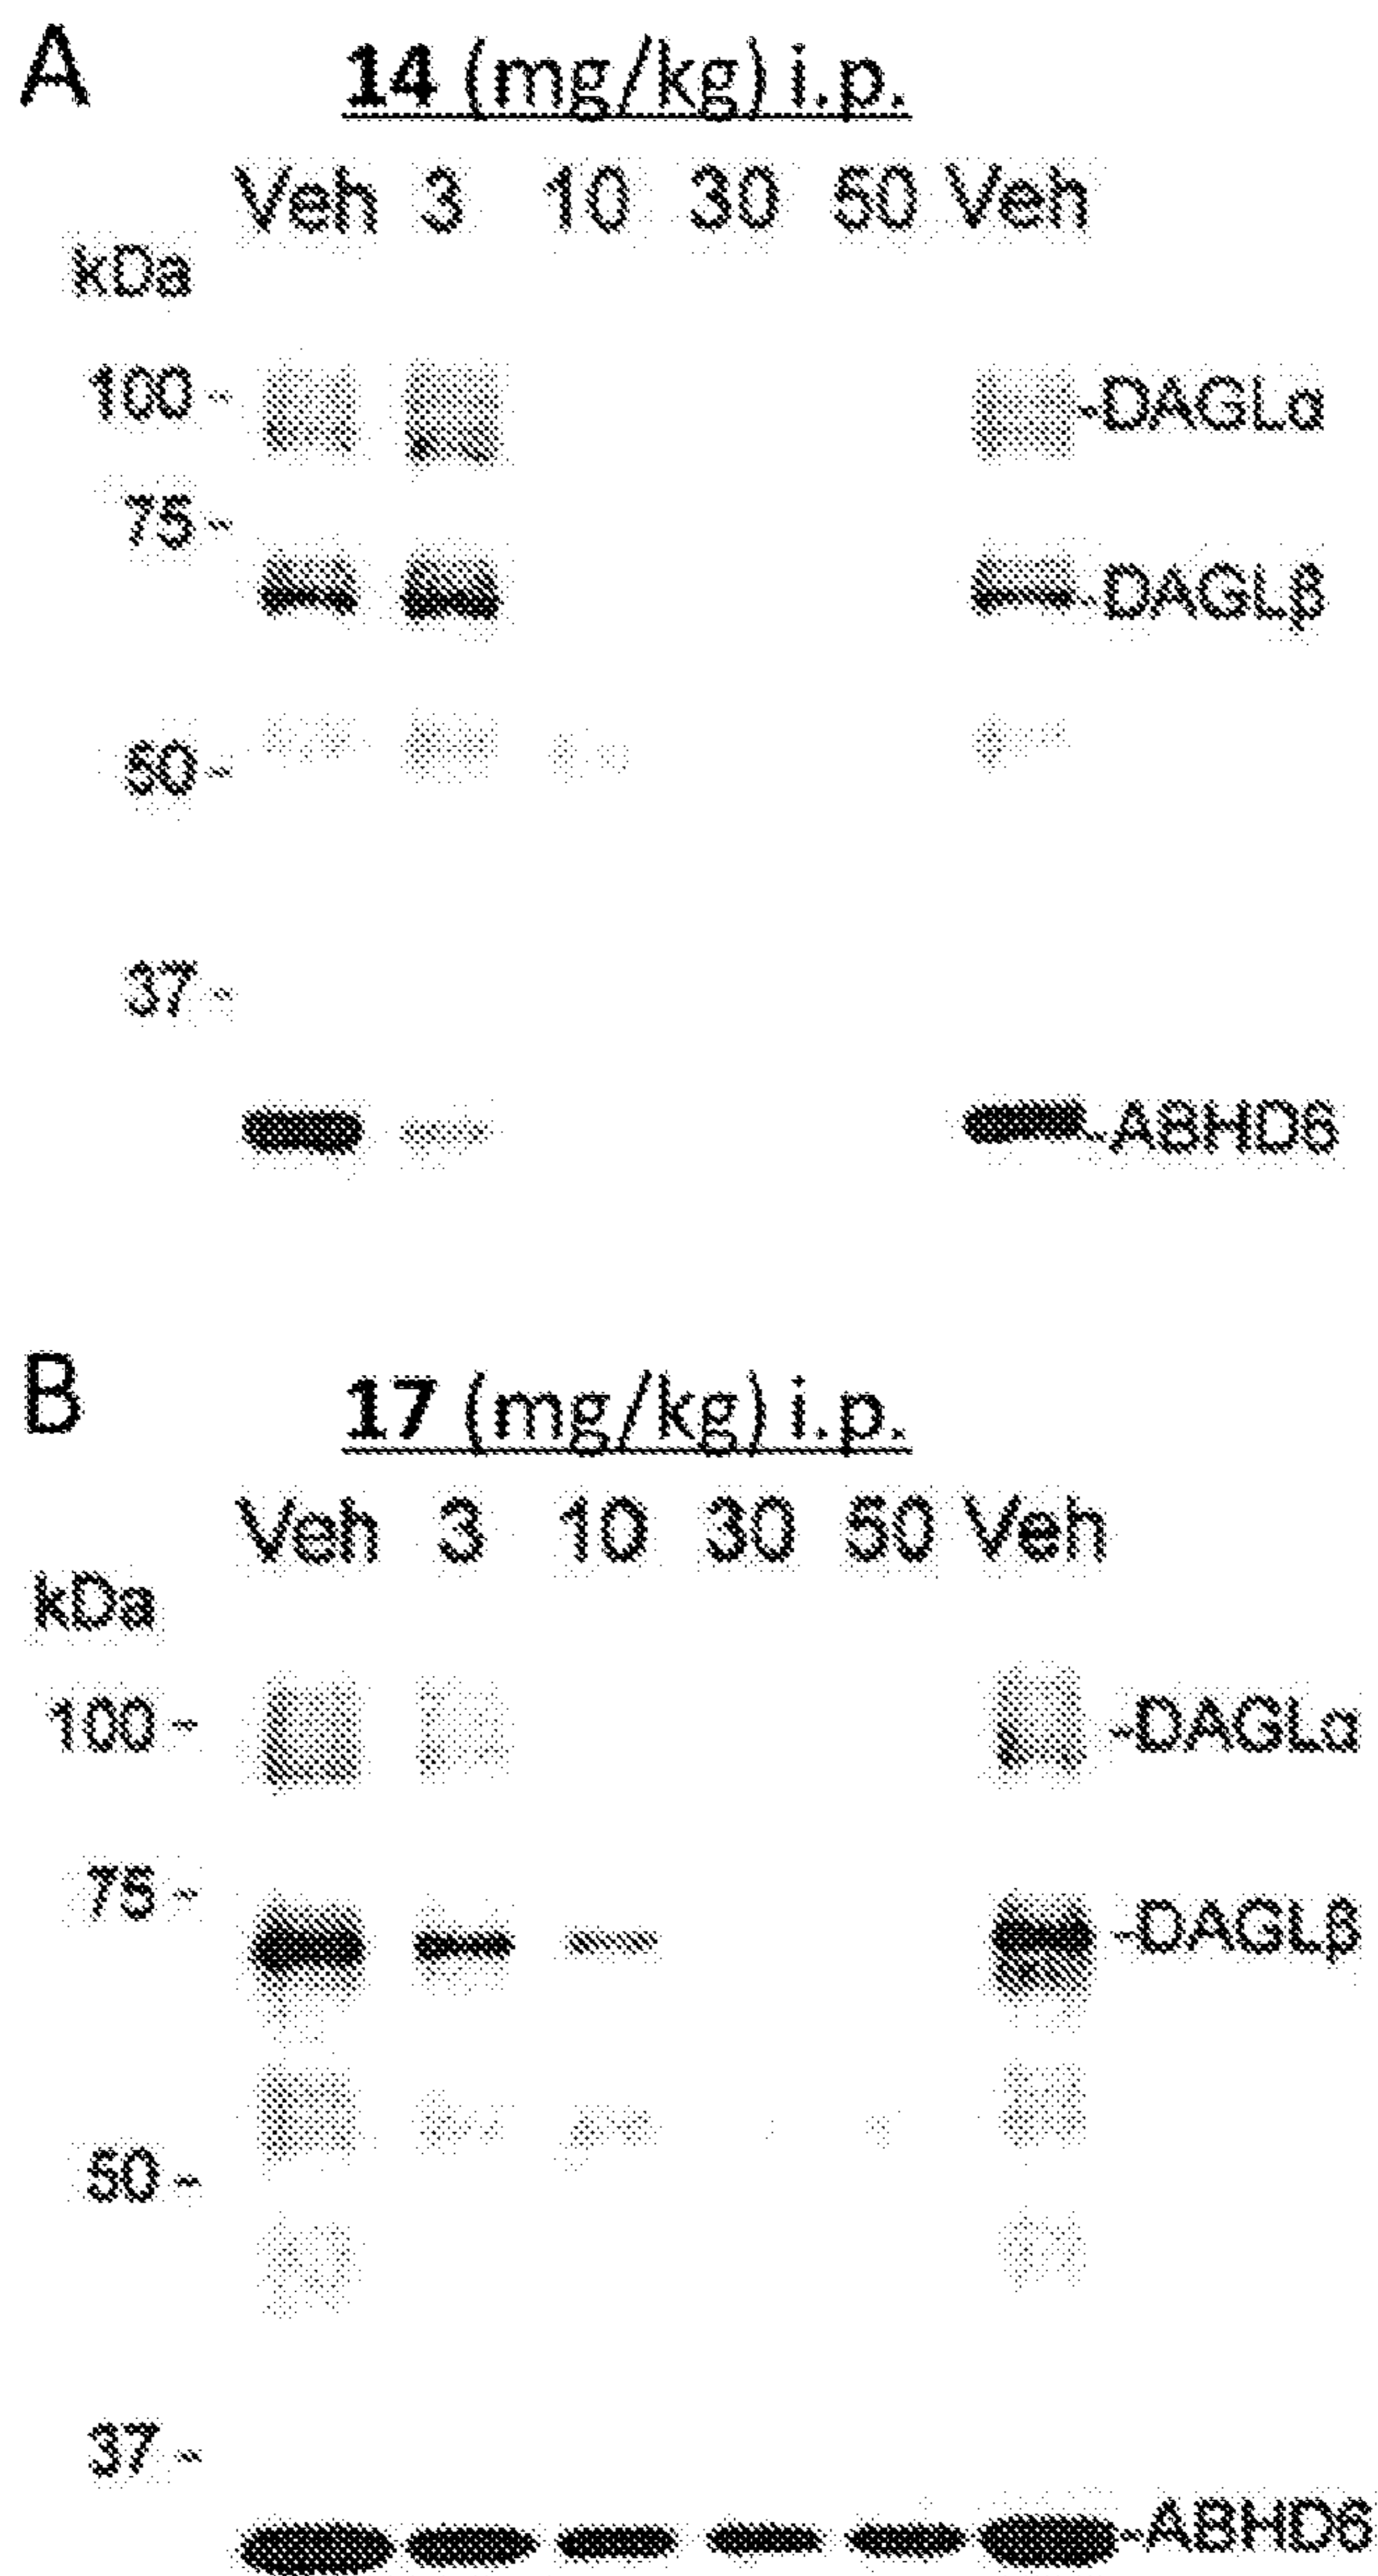 A
14 (mg/kg) i.p.
Veh 3 10 30 50 Veh
kDa
100 - -DAGLα
75 -
-DAGLβ
50 -
37 -
-ABHD6
B
17 (mg/kg) i.p.
Veh 3 10 30 50 Veh
kDa
100 - -DAGLα
75 -
-DAGLβ
50 -
37 -
-ABHD6